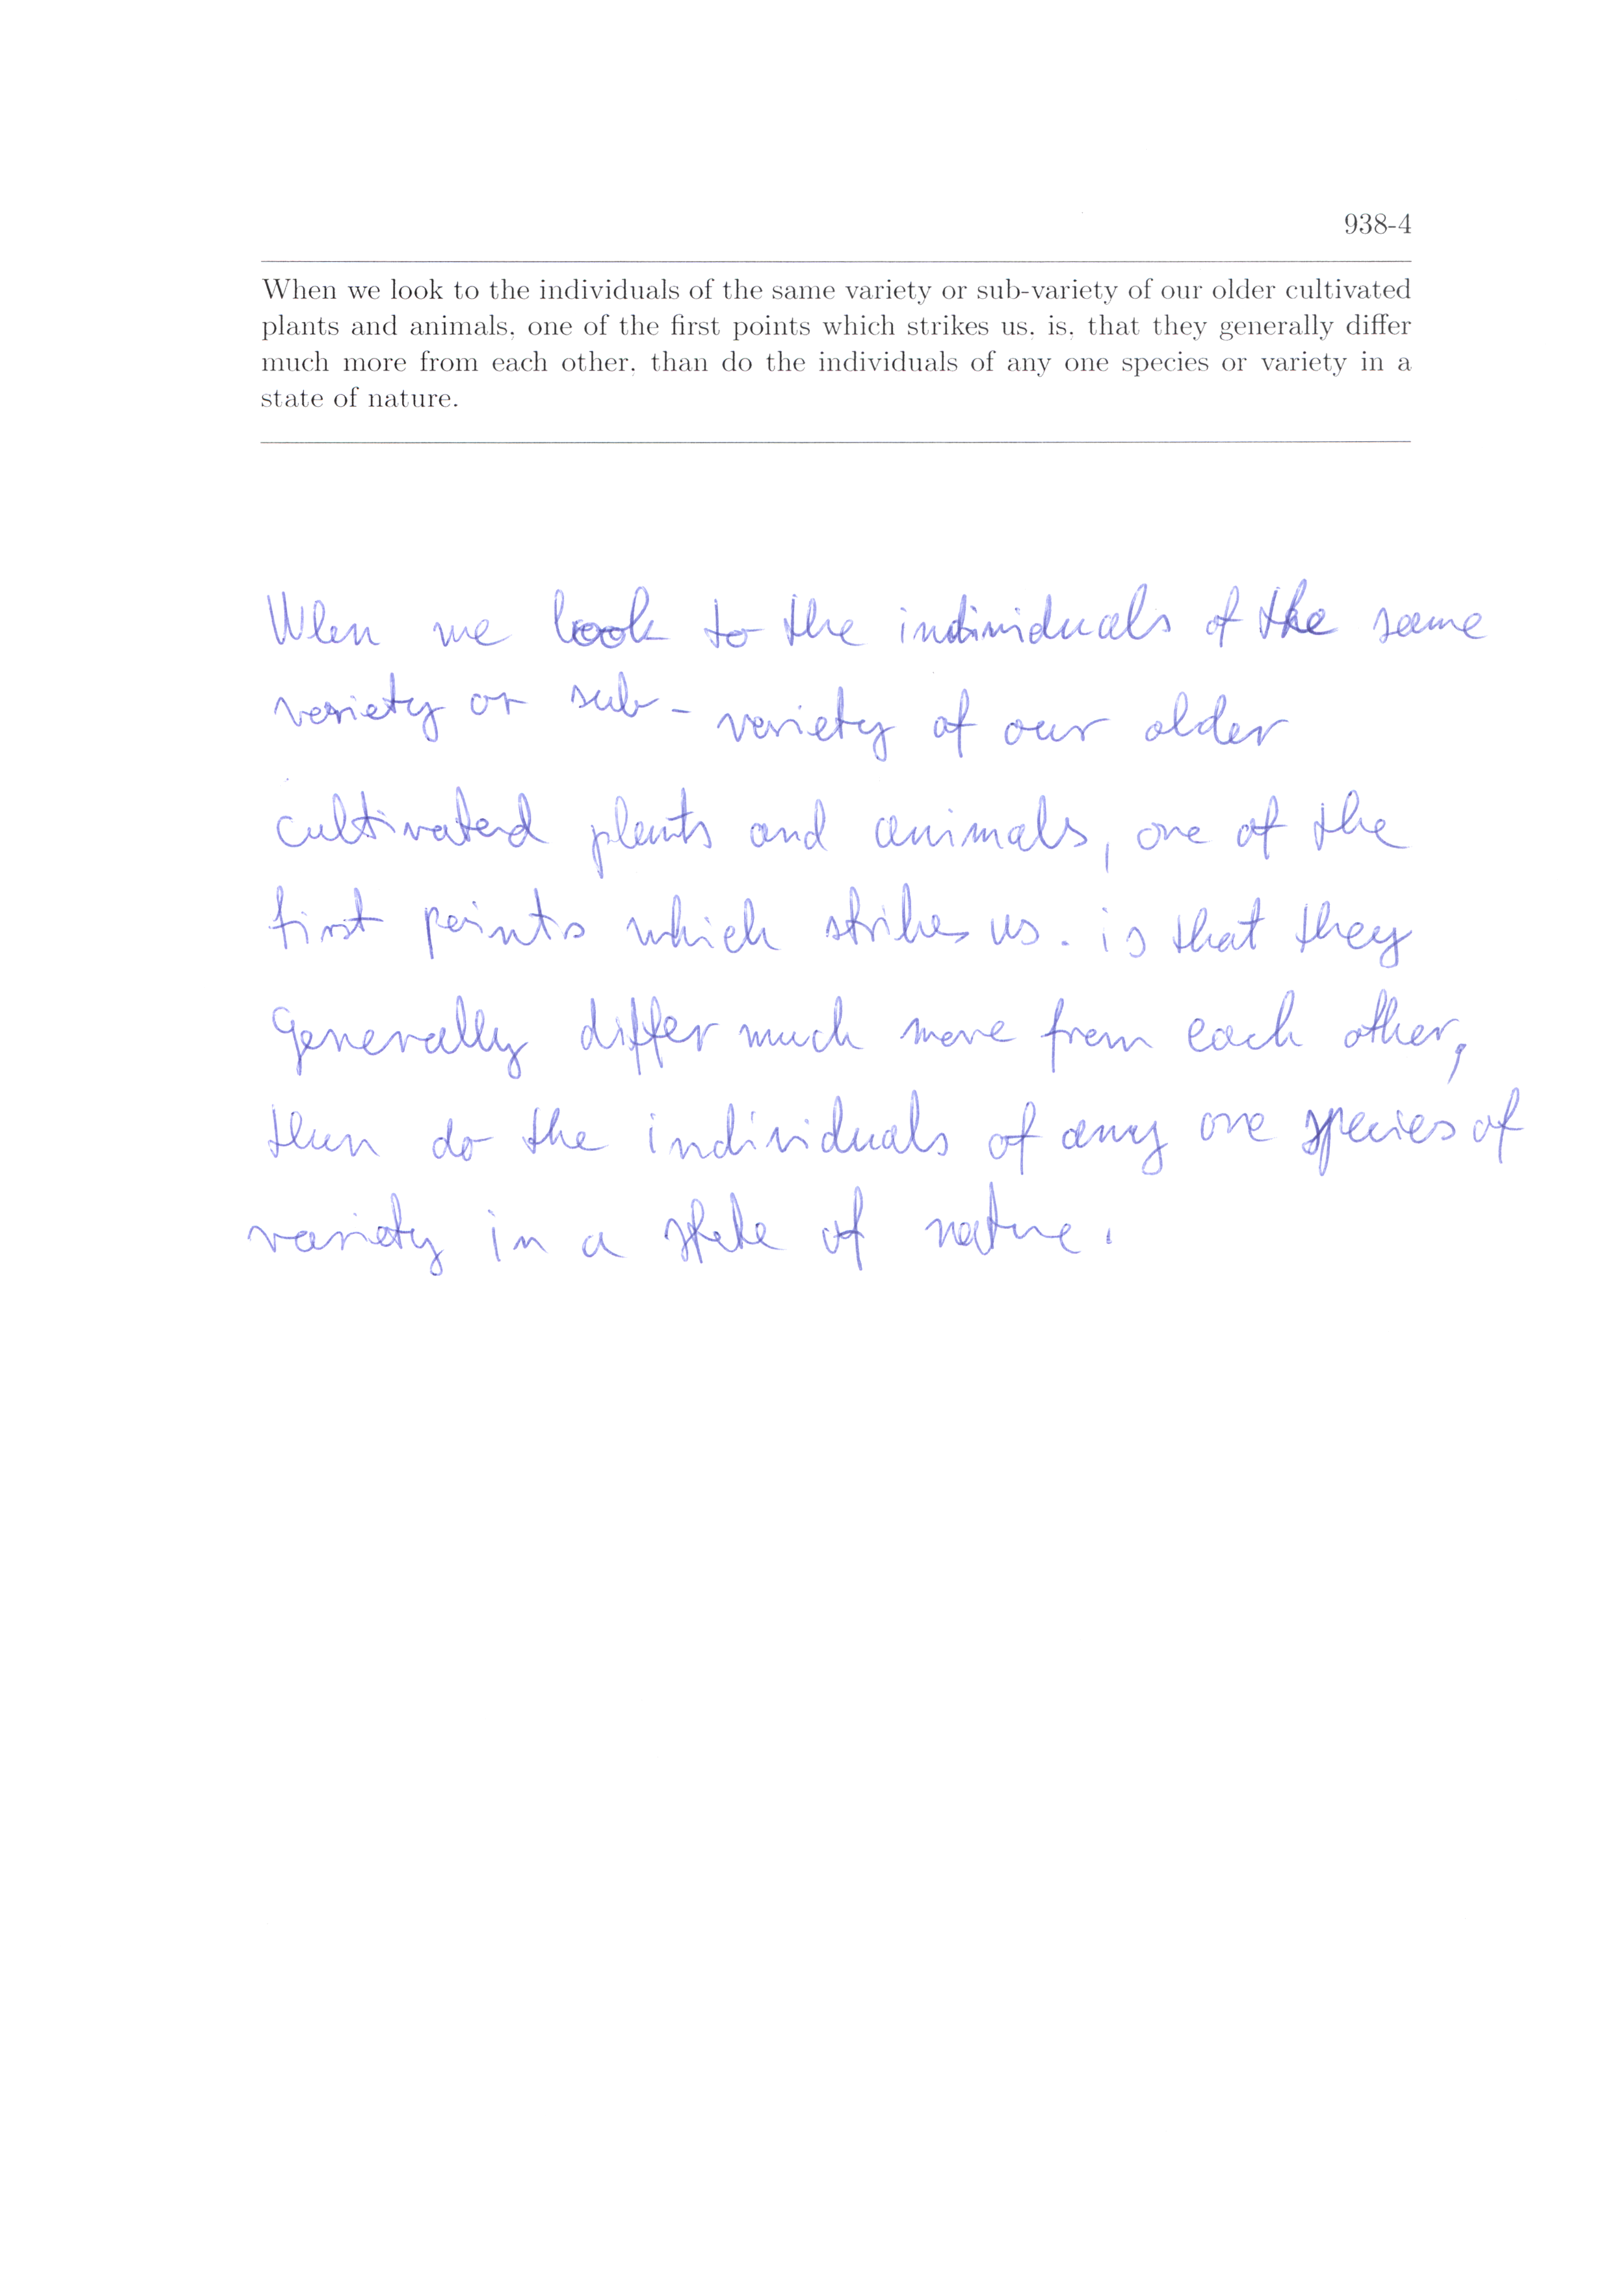 938-4
When we look to the individuals of the same variety or sub-variety of our older cultivated
plants and animals, one of the first points which strikes us, is, that they generally differ
much more from each other, than do the individuals of any one species or variety in a
state of nature.
When we look to the individuals of the same
variety or sub-variety of our older
cultivated plants and animals, one of the
first points which strikes us. is that they
generally differ much more from each other,
then do the individuals of any one species of
variety in a state of nature.